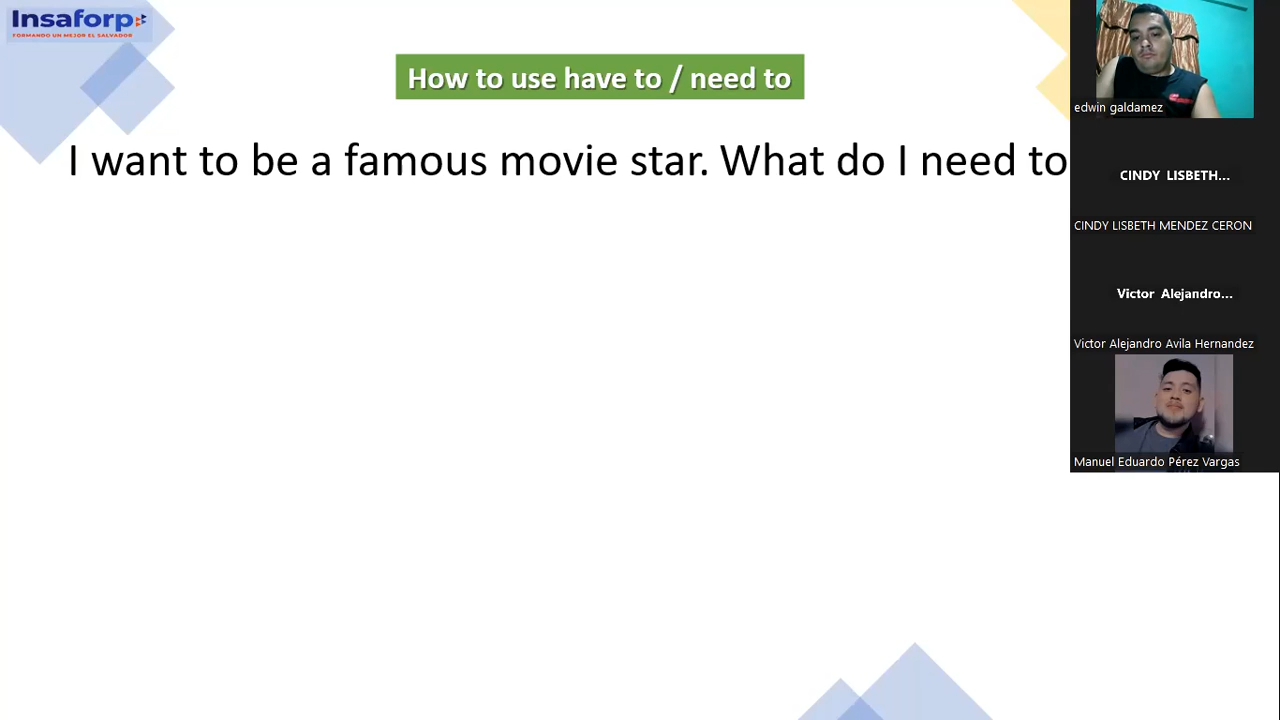 Insaforp
FORMANDO UN MEJOR EL SALVADOR
How to use have to / need to
I want to be a famous movie star. What do I need to
edwin galdamez
CINDY LISBETH...
CINDY LISBETH MENDEZ CERON
Victor Alejandro...
Victor Alejandro Avila Hernandez
Manuel Eduardo Pérez Vargas